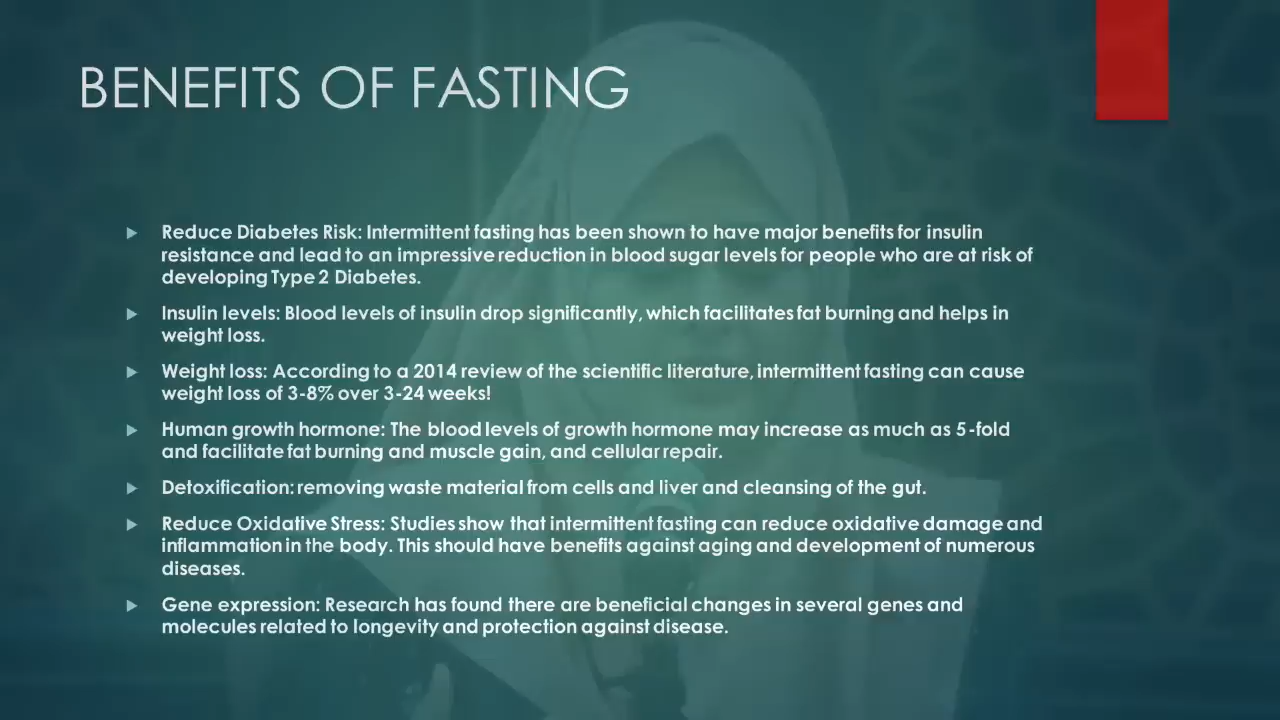 BENEFITS OF FASTING
Reduce Diabetes Risk: Intermittent fasting has been shown to have major benefits for insulin
resistance and lead to an impressive reduction in blood sugar levels for people who are at risk of
developing Type 2 Diabetes.
Insulin levels: Blood levels of insulin drop significantly, which facilitates fat burning and helps in
weight loss.
Weight loss: According to a 2014 review of the scientific literature, intermittent fasting can cause
weight loss of 3-8% over 3-24 weeks!
Human growth hormone: The blood levels of growth hormone may increase as much as 5-fold
and facilitate fat burning and muscle gain, and cellular repair.
Detoxification: removing waste material from cells and liver and cleansing of the gut.
Reduce Oxidative Stress: Studies show that intermittent fasting can reduce oxidative damage and
inflammation in the body. This should have benefits against aging and development of numerous
diseases.
Gene expression: Research has found there are beneficial changes in several genes and
molecules related to longevity and protection against disease.